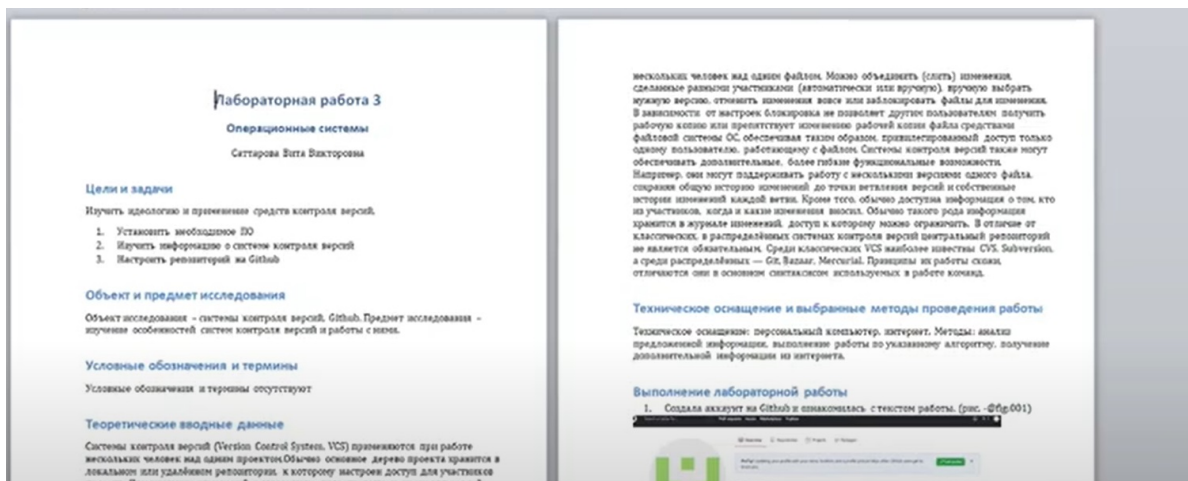 Лабораторная работа 3
Операционные системы
Саттарова Вита Викторовна
Цели и задачи
Изучить идеологию и применение средств контроля версий.
1. Установить необходимое ПО
2. Изучить информацию о системе контроля версий
3. Настроить репозиторий на Github
Объект и предмет исследования
Объект исследования – системы контроля версий, Github. Предмет исследования –
изучение особенностей систем контроля версий и работы с ними.
Условные обозначения и термины
Условные обозначения и термины отсутствуют
Теоретические вводные данные
Системы контроля версий (Version Control System, VCS) применяются при работе
нескольких человек над одним проектом.Обычно основное дерево проекта хранится в
локальном или удалённом репозитории, к которому настроен доступ для участников
нескольких человек над одним файлом. Можно объединить (слить) изменения,
сделанные разными участниками (автоматически или вручную), вручную выбрать
нужную версию, отменить изменения вовсе или заблокировать файлы для изменения.
В зависимости от настроек блокировка не позволяет другим пользователям получить
рабочую копию или препятствует изменению рабочей копии файла средствами
файловой системы ОС, обеспечивая таким образом, привилегированный доступ только
одному пользователю, работающему с файлом. Системы контроля версий также могут
обеспечивать дополнительные, более гибкие функциональные возможности.
Например, они могут поддерживать работу с несколькими версиями одного файла,
сохраняя общую историю изменений до точки ветвления версий и собственные
истории изменений каждой ветви. Кроме того, обычно доступна информация о том, кто
из участников, когда и какие изменения вносил. Обычно такого рода информация
хранится в журнале изменений, доступ к которому можно ограничить. В отличие от
классических, в распределённых системах контроля версий центральный репозиторий
не является обязательным. Среди классических VCS наиболее известны CVS, Subversion,
а среди распределённых — Git, Bazaar, Mercurial. Принципы их работы схожи,
отличаются они в основном синтаксисом используемых в работе команд.
Техническое оснащение и выбранные методы проведения работы
Техническое оснащение: персональный компьютер, интернет. Методы: анализ
предложенной информации, выполнение работы по указанному алгоритму, получение
дополнительной информации из интернета.
Выполнение лабораторной работы
1. Создала аккаунт на Github и ознакомилась с текстом работы. (рис. -@fig:001)